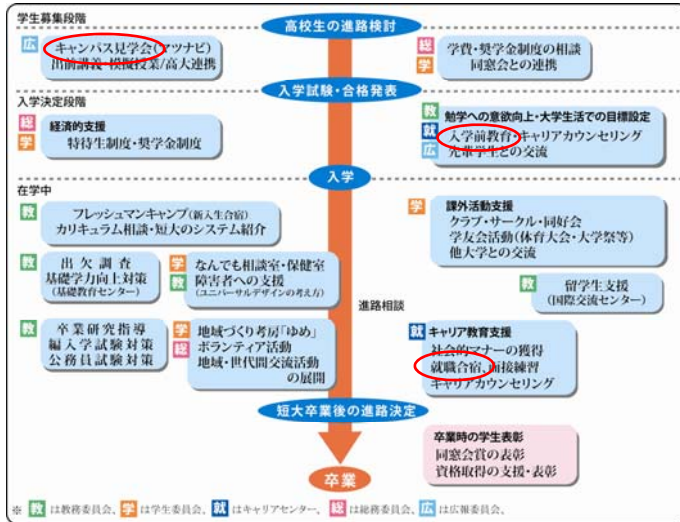 学生募集段階
高校生の進路検討
広 キャンパス見学会(マツナビ)
出前講義・模擬授業/高大連携
総 学費・奨学金制度の相談
学 同窓会との連携
入学試験・合格発表
入学決定段階
総 経済的支援
学 特待生制度・奨学金制度
教 勉学への意欲向上・大学生活での目標設定
就 入学前教育・キャリアカウンセリング
広 先輩学生との交流
入学
在学中
教 フレッシュマンキャンプ(新入生合宿)
カリキュラム相談・短大のシステム紹介
学 課外活動支援
クラブ・サークル・同好会
学友会活動(体育大会・大学祭等)
他大学との交流
教 出欠調査
基礎学力向上対策
(基礎教育センター)
学 なんでも相談室・保健室
教 障害者への支援
(ユニバーサルデザインの考え方)
教 留学生支援
(国際交流センター)
進路相談
教 卒業研究指導
編入学試験対策
公務員試験対策
学 地域づくり考房「ゆめ」
総 ボランティア活動
地域・世代間交流活動
の展開
就 キャリア教育支援
社会的マナーの獲得
就職合宿、面接練習
キャリアカウンセリング
短大卒業後の進路決定
卒業時の学生表彰
同窓会賞の表彰
資格取得の支援・表彰
卒業
※ 教 は教務委員会、学 は学生委員会、就 はキャリアセンター、総 は総務委員会、広 は広報委員会、